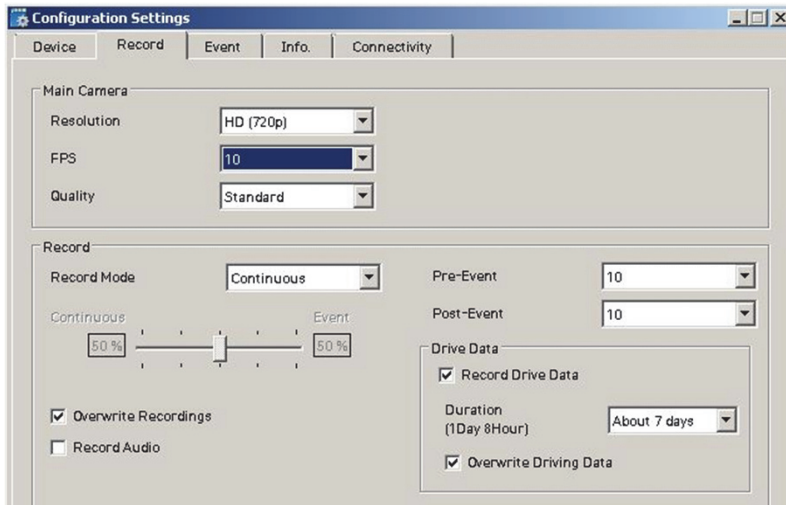 Configuration Settings
Device Record Event Info. Connectivity
Main Camera
Resolution HD (720p)
FPS 10
Quality Standard
Record
Record Mode Continuous Pre-Event 10
Continuous Event Post-Event 10
50 % 50 %
Drive Data
Record Drive Data
Overwrite Recordings Duration
(1Day 8Hour) About 7 days
Record Audio
Overwrite Driving Data